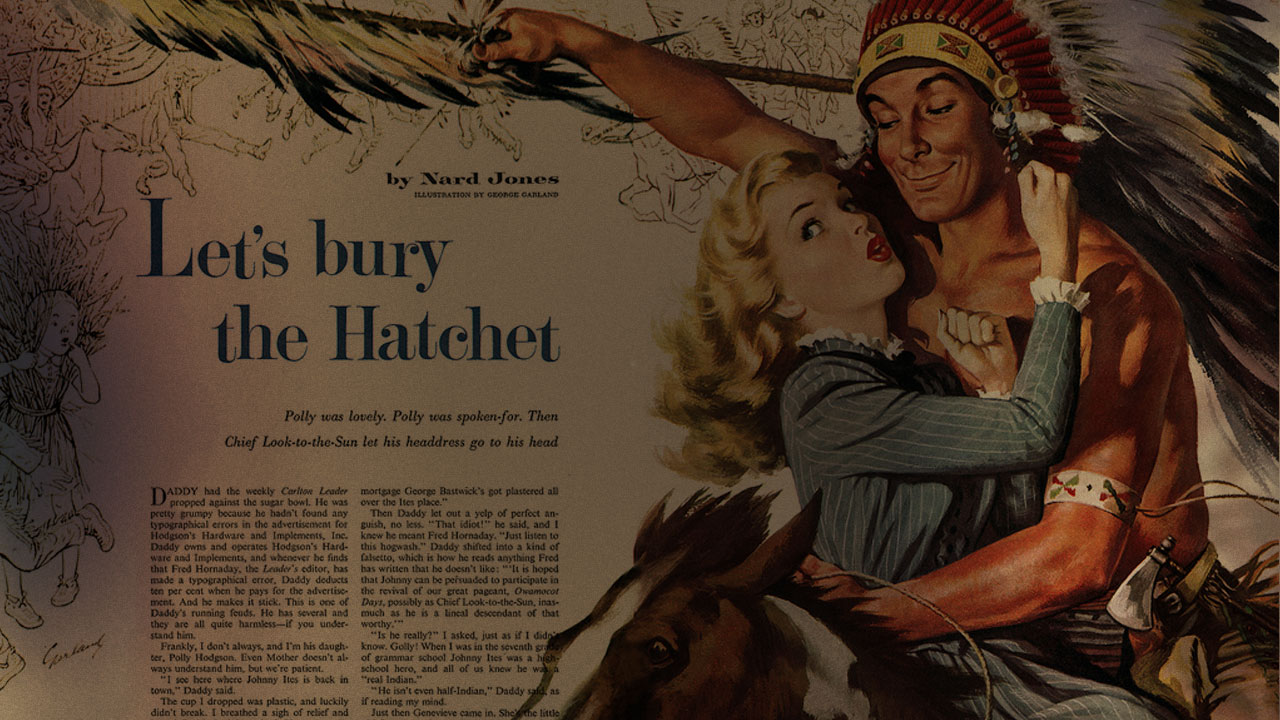 by Nard Jones
ILLUSTRATION BY GEORGE GARLAND
Let's bury
the Hatchet
Polly was lovely. Polly was spoken-for. Then
Chief Look-to-the-Sun let his headdress go to his head
DADDY had the weekly Carlton Leader
propped against the sugar bowl. He was
pretty grumpy because he hadn't found any
typographical errors in the advertisement for
Hodgson's Hardware and Implements, Inc.
Daddy owns and operates Hodgson's Hard-
ware and Implements, and whenever he finds
that Fred Hornaday, the Leader's editor, has
made a typographical error, Daddy deducts
ten per cent when he pays for the advertise-
ment. And he makes it stick. This is one of
Daddy's running feuds. He has several and
they are all quite harmless—if you under-
stand him.
Frankly, I don't always, and I'm his daugh-
ter, Polly Hodgson. Even Mother doesn't al-
ways understand him, but we're patient.
"I see here where Johnny Ites is back in
town," Daddy said.
The cup I dropped was plastic, and luckily
didn't break. I breathed a sigh of relief and
mortgage George Bastwick's got plastered all
over the Ites place."
Then Daddy let out a yelp of perfect an-
guish, no less. "That idiot!" he said, and I
knew he meant Fred Hornaday. "Just listen to
this hogwash." Daddy shifted into a kind of
falsetto, which is how he reads anything Fred
has written that he doesn't like: "'It is hoped
that Johnny can be persuaded to participate in
the revival of our great pageant, Owamocot
Days, possibly as Chief Look-to-the-Sun, inas-
much as he is a lineal descendent of that
worthy.'"
"Is he really?" I asked, just as if I didn't
know. Golly! When I was in the seventh grade
of grammar school Johnny Ites was a high-
school hero, and all of us knew he was a
"real Indian."
"He isn't even half-Indian," Daddy said, as
if reading my mind.
Just then Genevieve came in. She's the little
Garland